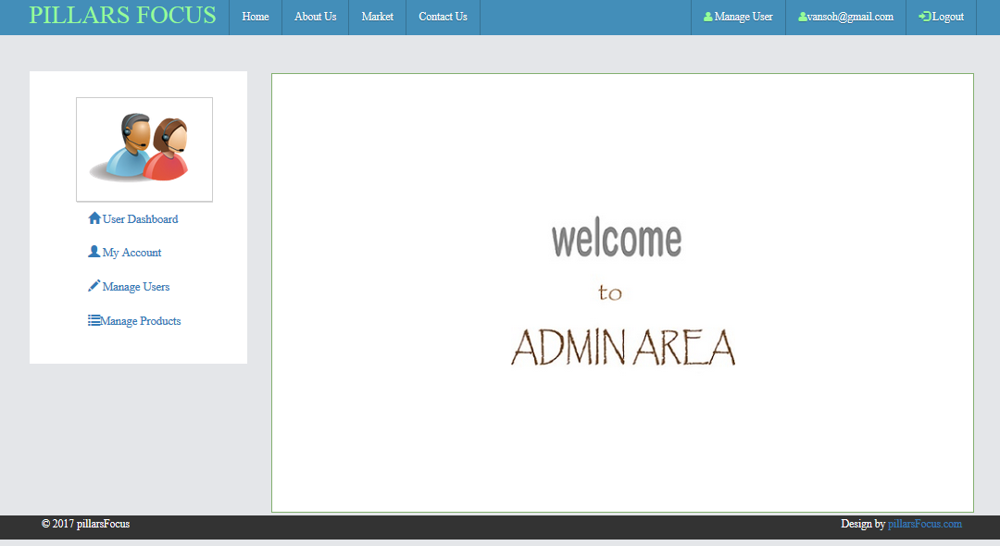 PILLARS FOCUS Home About Us Market Contact Us Manage User vansoh@gmail.com Logout
User Dashboard
My Account
Manage Users
Manage Products
welcome
to
ADMIN AREA
© 2017 pillarsFocus Design by pillarsFocus.com